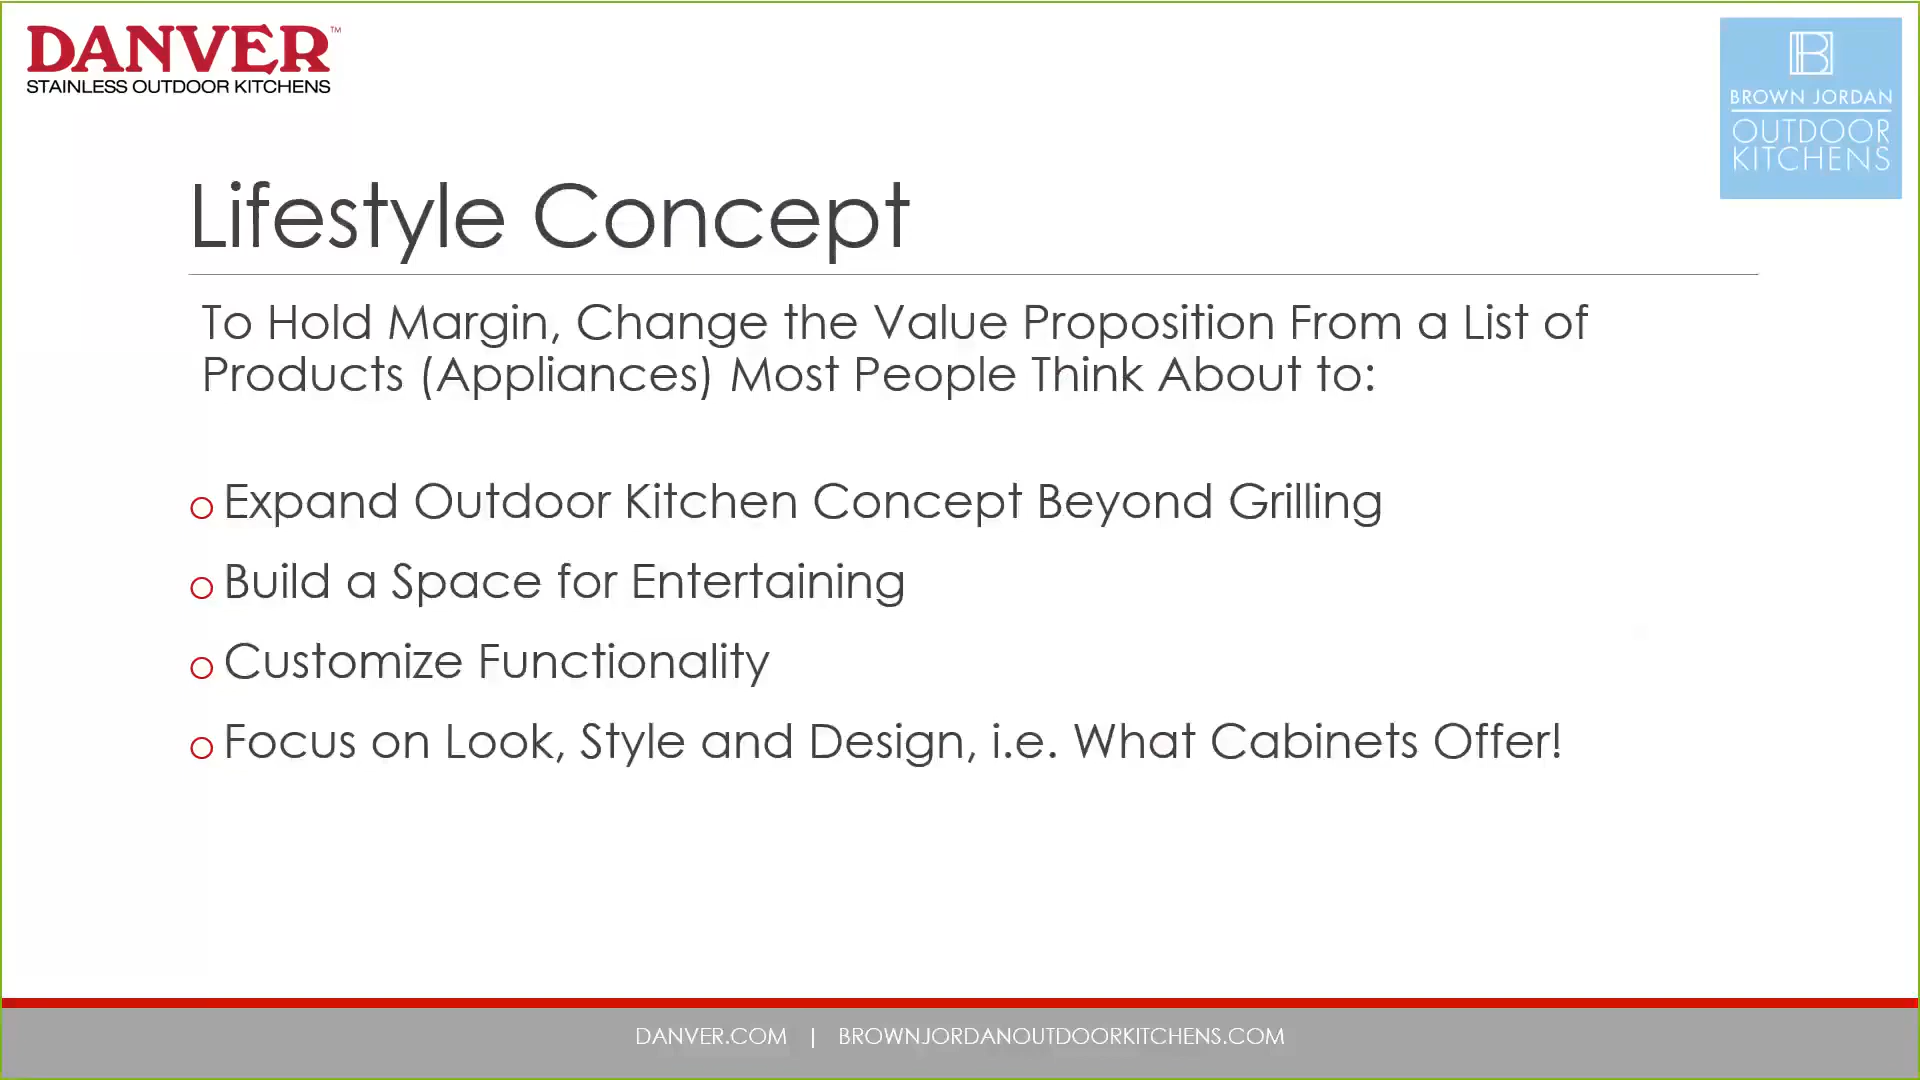 DANVER™
STAINLESS OUTDOOR KITCHENS
B
BROWN JORDAN
OUTDOOR
KITCHENS
Lifestyle Concept
To Hold Margin, Change the Value Proposition From a List of
Products (Appliances) Most People Think About to:
o Expand Outdoor Kitchen Concept Beyond Grilling
o Build a Space for Entertaining
o Customize Functionality
o Focus on Look, Style and Design, i.e. What Cabinets Offer!
DANVER.COM | BROWNJORDANOUTDOORKITCHENS.COM